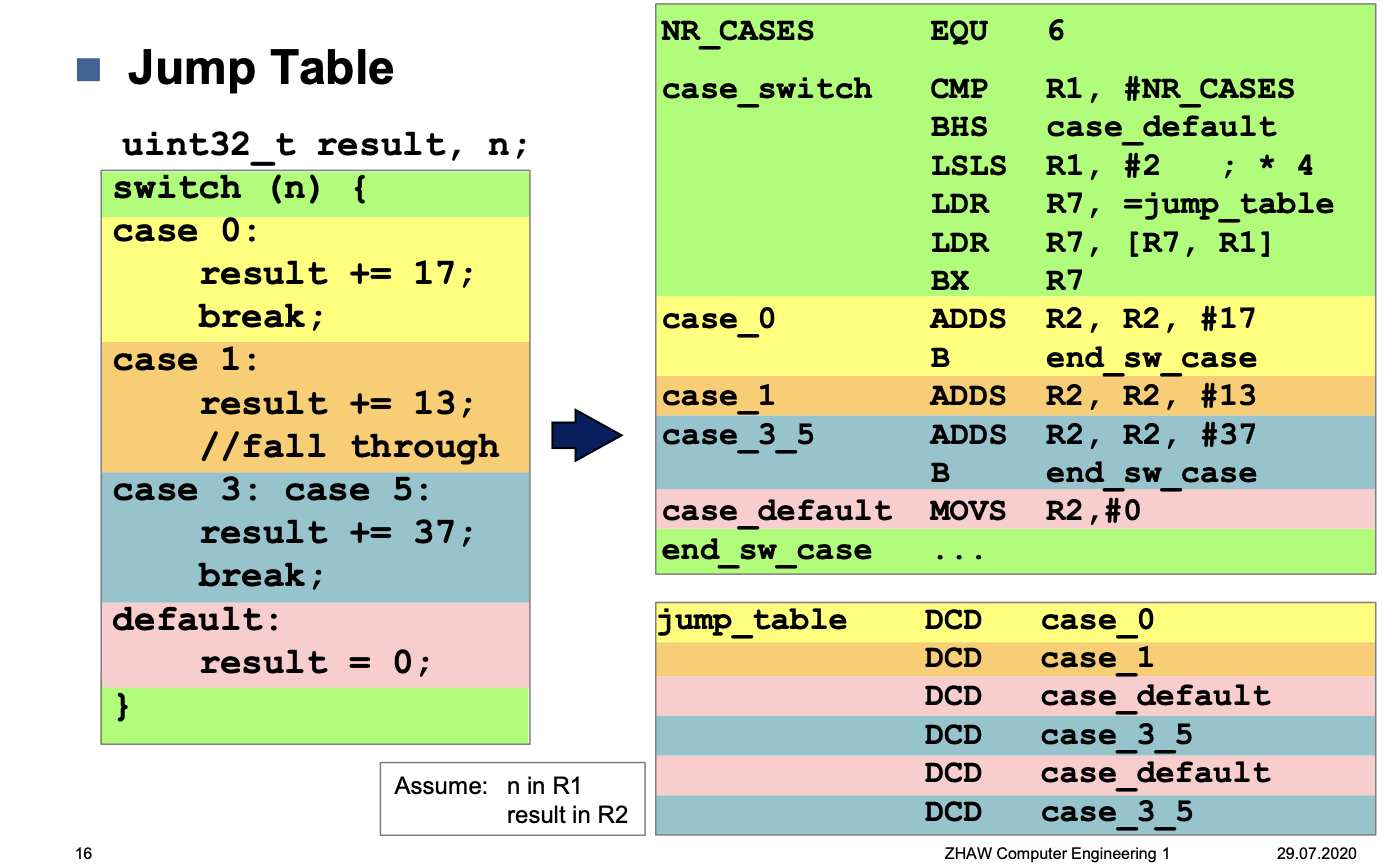 ■ Jump Table
uint32_t result, n;
switch (n) {
case 0:
    result += 17;
    break;
case 1:
    result += 13;
    //fall through
case 3: case 5:
    result += 37;
    break;
default:
    result = 0;
}
Assume: n in R1
result in R2
NR_CASES EQU 6
case_switch CMP R1, #NR_CASES
BHS case_default
LSLS R1, #2 ; * 4
LDR R7, =jump_table
LDR R7, [R7, R1]
BX R7
case_0 ADDS R2, R2, #17
B end_sw_case
case_1 ADDS R2, R2, #13
case_3_5 ADDS R2, R2, #37
B end_sw_case
case_default MOVS R2,#0
end_sw_case ...
jump_table DCD case_0
DCD case_1
DCD case_default
DCD case_3_5
DCD case_default
DCD case_3_5
16 ZHAW Computer Engineering 1 29.07.2020